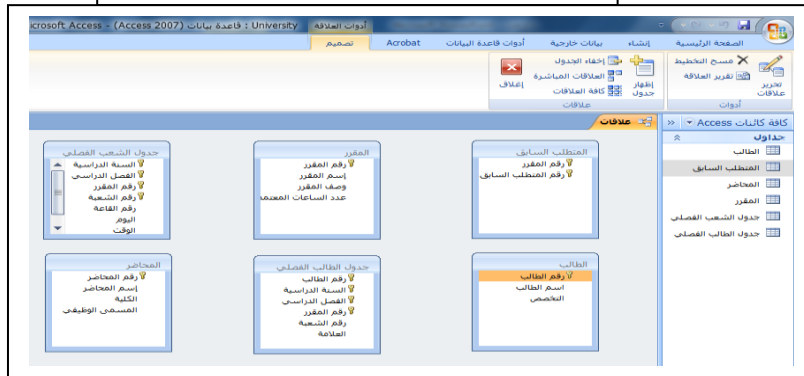 أدوات العلاقة
University : قاعدة بيانات (Access 2007) - Microsoft Access
الصفحة الرئيسية
إنشاء
بيانات خارجية
أدوات قاعدة البيانات
Acrobat
تصميم
تحرير علاقات
مسح التخطيط
تقرير العلاقة
أدوات
إظهار جدول
إخفاء الجدول
العلاقات المباشرة
كافة العلاقات
إغلاق
علاقات
كافة كائنات Access
جداول
الطالب
المتطلب السابق
المحاضر
المقرر
جدول الشعب الفصلي
جدول الطالب الفصلي
علاقات
المتطلب السابق
رقم المقرر
رقم المتطلب السابق
المقرر
رقم المقرر
إسم المقرر
وصف المقرر
عدد الساعات المعتمد
جدول الشعب الفصلي
السنة الدراسية
الفصل الدراسي
رقم المقرر
رقم الشعبة
رقم القاعة
اليوم
الوقت
الطالب
رقم الطالب
اسم الطالب
التخصص
جدول الطالب الفصلي
رقم الطالب
السنة الدراسية
الفصل الدراسي
رقم المقرر
رقم الشعبة
العلامة
المحاضر
رقم المحاضر
إسم المحاضر
الكلية
المسمى الوظيفي